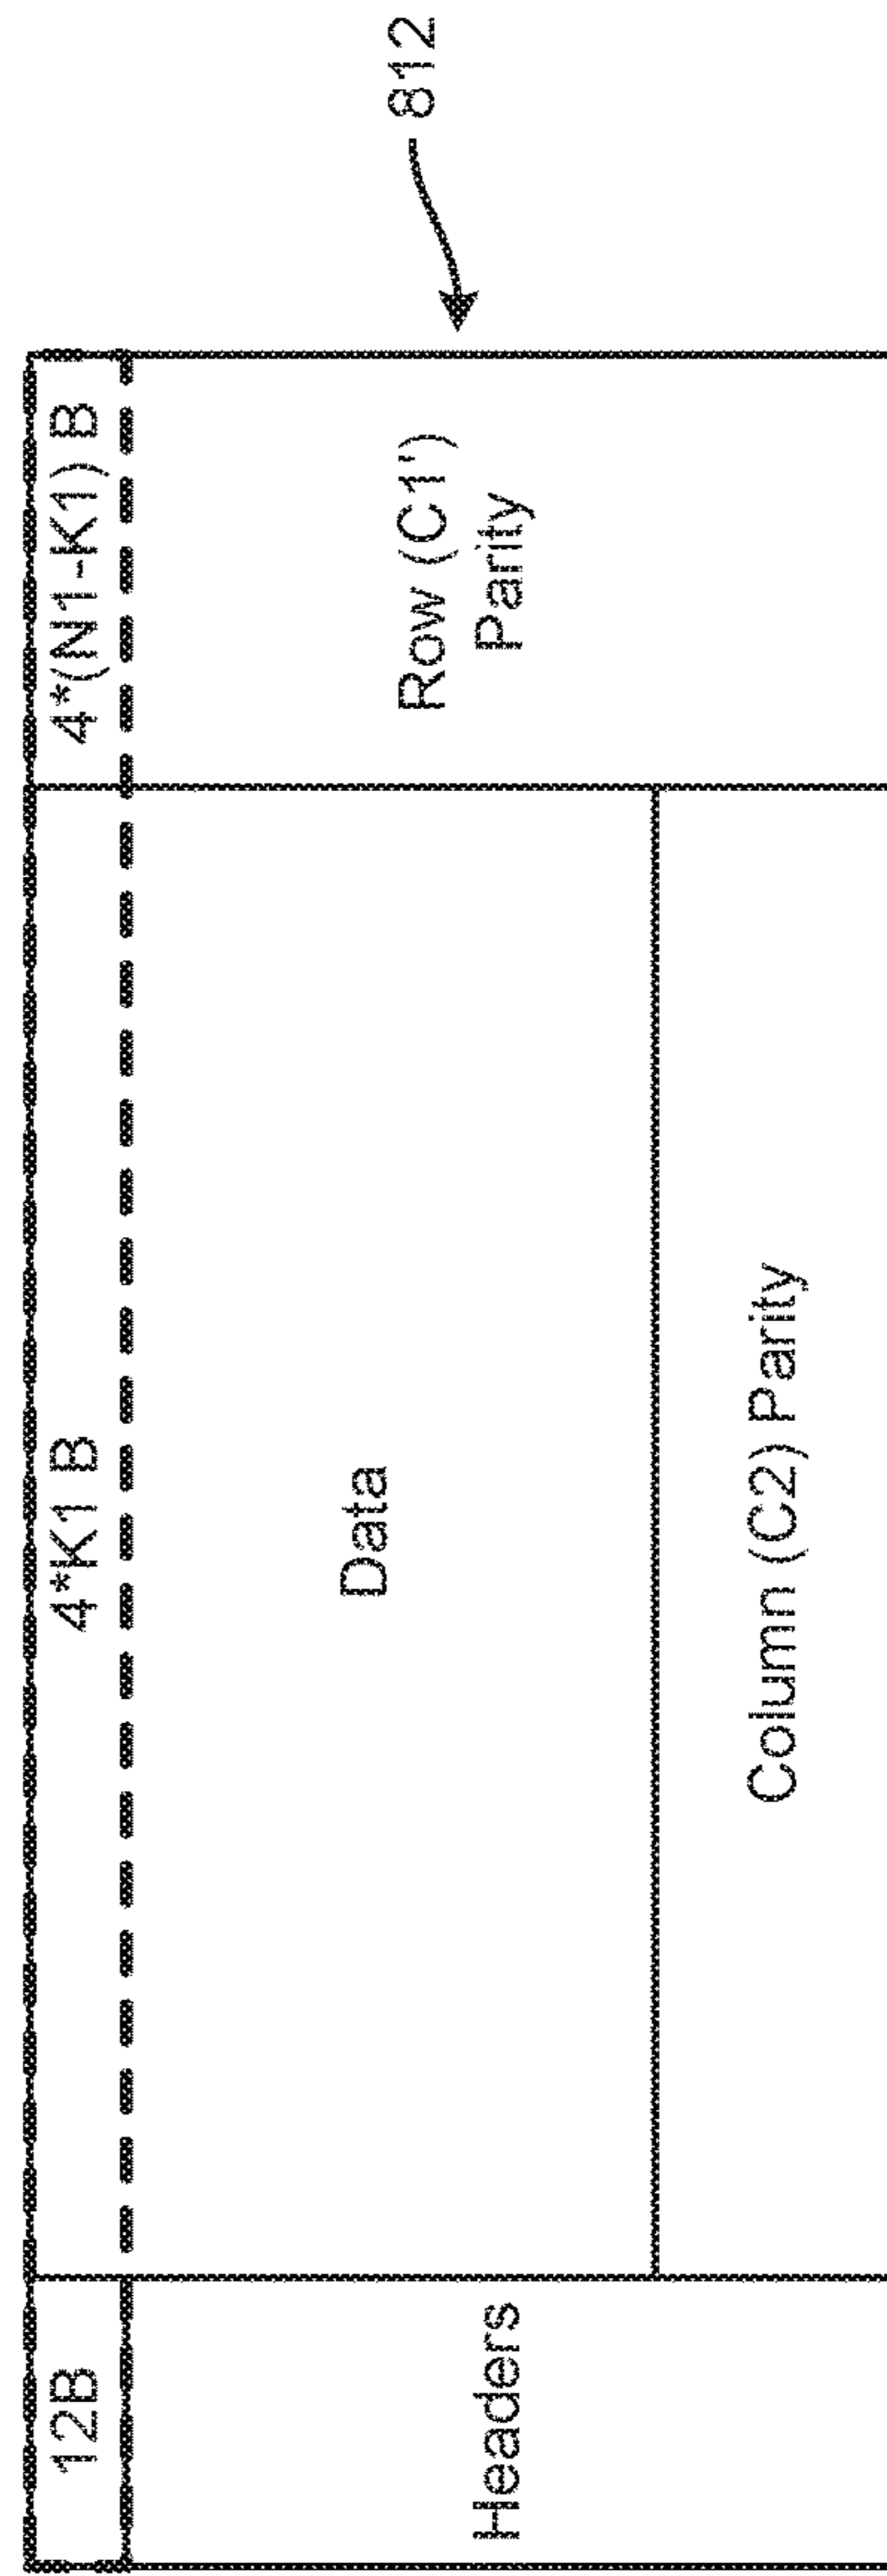 12B
4*K1 B
4*(N1-K1) B
812
Headers
Data
Row (C1')
Parity
Column (C2) Parity